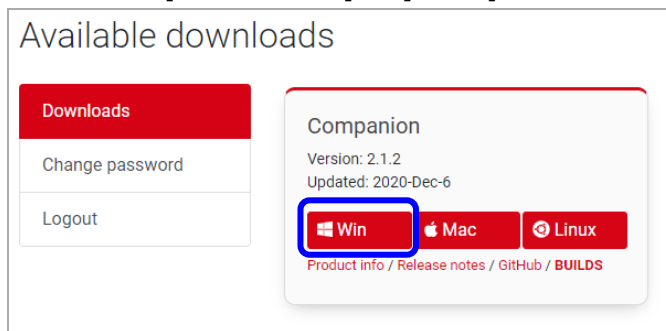 Available downloads
Downloads
Change password
Logout
Companion
Version: 2.1.2
Updated: 2020-Dec-6
Win Mac Linux
Product info / Release notes / GitHub / BUILDS